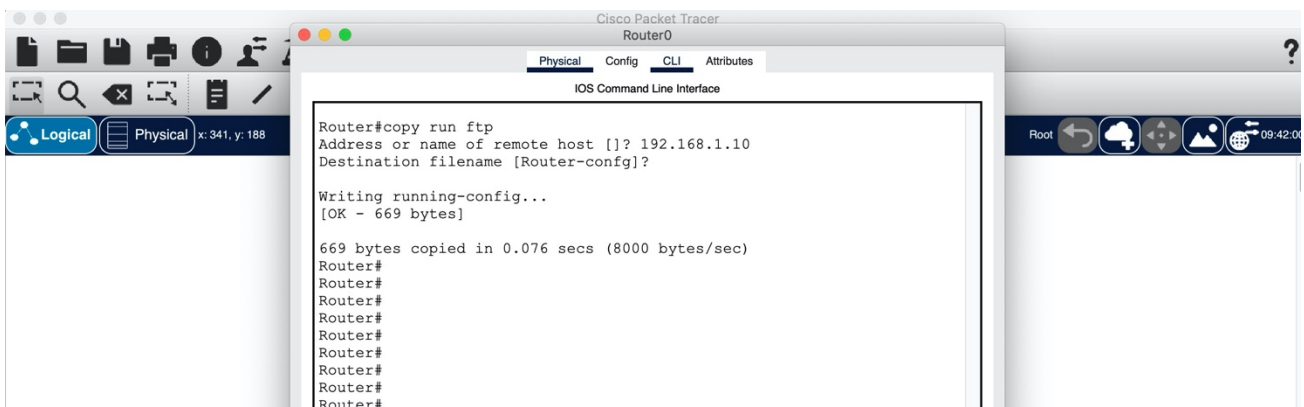 Cisco Packet Tracer
Router0
?
Physical Config CLI Attributes
IOS Command Line Interface
Logical Physical x: 341, y: 188
Root 09:42:00
Router#copy run ftp
Address or name of remote host []? 192.168.1.10
Destination filename [Router-confg]?
Writing running-config...
[OK - 669 bytes]
669 bytes copied in 0.076 secs (8000 bytes/sec)
Router#
Router#
Router#
Router#
Router#
Router#
Router#
Router#
Router#